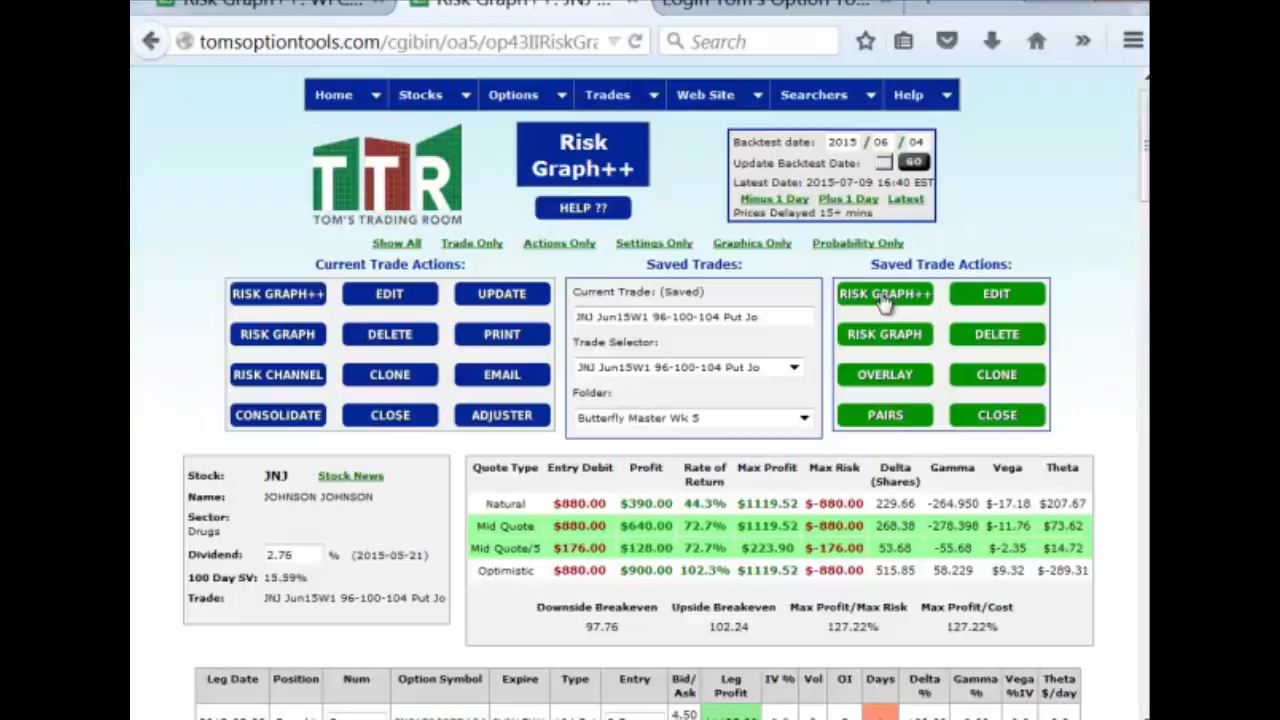 Risk Graph++: WFC...
Risk Graph++: JNJ ...
Login Tom's Option To...
tomsoptiontools.com/cgibin/oa5/op43IIRiskGra
Search
Home Stocks Options Trades Web Site Searchers Help
TTR
TOM'S TRADING ROOM
Risk
Graph++
HELP ??
Backtest date: 2015 / 06 / 04
Update Backtest Date: GO
Latest Date: 2015-07-09 16:40 EST
Minus 1 Day Plus 1 Day Latest
Prices Delayed 15+ mins
Show All Trade Only Actions Only Settings Only Graphics Only Probability Only
Current Trade Actions:
RISK GRAPH++ EDIT UPDATE
RISK GRAPH DELETE PRINT
RISK CHANNEL CLONE EMAIL
CONSOLIDATE CLOSE ADJUSTER
Saved Trades:
Current Trade: (Saved)
JNJ Jun15W1 96-100-104 Put Jo
Trade Selector:
JNJ Jun15W1 96-100-104 Put Jo
Folder:
Butterfly Master Wk 5
Saved Trade Actions:
RISK GRAPH++ EDIT
RISK GRAPH DELETE
OVERLAY CLONE
PAIRS CLOSE
Stock: JNJ Stock News
Name: JOHNSON JOHNSON
Sector:
Drugs
Dividend: 2.76 % (2015-05-21)
100 Day SV: 15.59%
Trade: JNJ Jun15W1 96-100-104 Put Jo
Quote Type Entry Debit Profit Rate of Return Max Profit Max Risk Delta (Shares) Gamma Vega Theta
Natural $880.00 $390.00 44.3% $1119.52 $-880.00 229.66 -264.950 $-17.18 $207.67
Mid Quote $880.00 $640.00 72.7% $1119.52 $-880.00 268.38 -278.398 $-11.76 $73.62
Mid Quote/5 $176.00 $128.00 72.7% $223.90 $-176.00 53.68 -55.68 $-2.35 $14.72
Optimistic $880.00 $900.00 102.3% $1119.52 $-880.00 515.85 58.229 $9.32 $-289.31
Downside Breakeven Upside Breakeven Max Profit/Max Risk Max Profit/Cost
97.76 102.24 127.22% 127.22%
Leg Date Position Num Option Symbol Expire Type Entry Bid/ Ask Leg Profit IV % Vol OI Days Delta % Gamma % Vega %IV Theta $/day
4.50